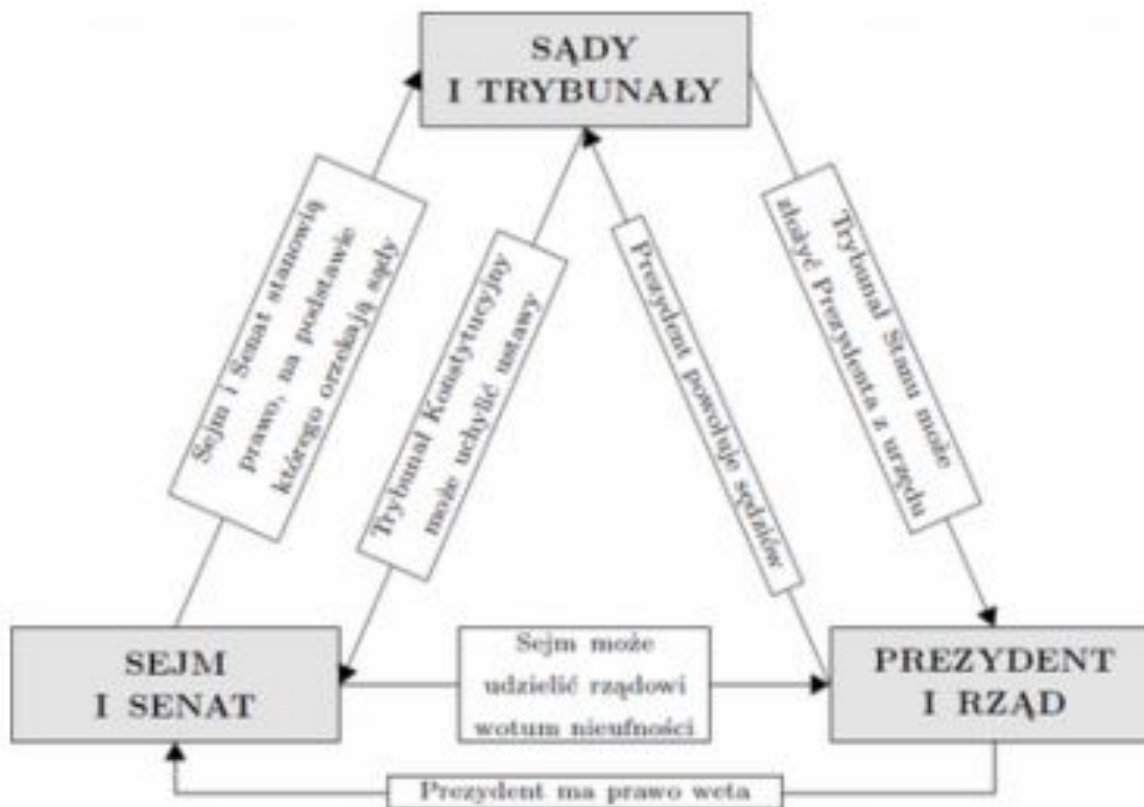 SĄDY
I TRYBUNAŁY
Sejm i Senat stanowią
prawo, na podstawie
którego orzekają sądy
Trybunał Konatytucyjny
może uchylić ustawy
Prezydent powołuje sędziów
Trybunał Stanu może
złożyć Prezydenta z urzędu
SEJM
I SENAT
Sejm może
udzielić rządowi
wotum nieufności
PREZYDENT
I RZĄD
Prezydent ma prawo weta